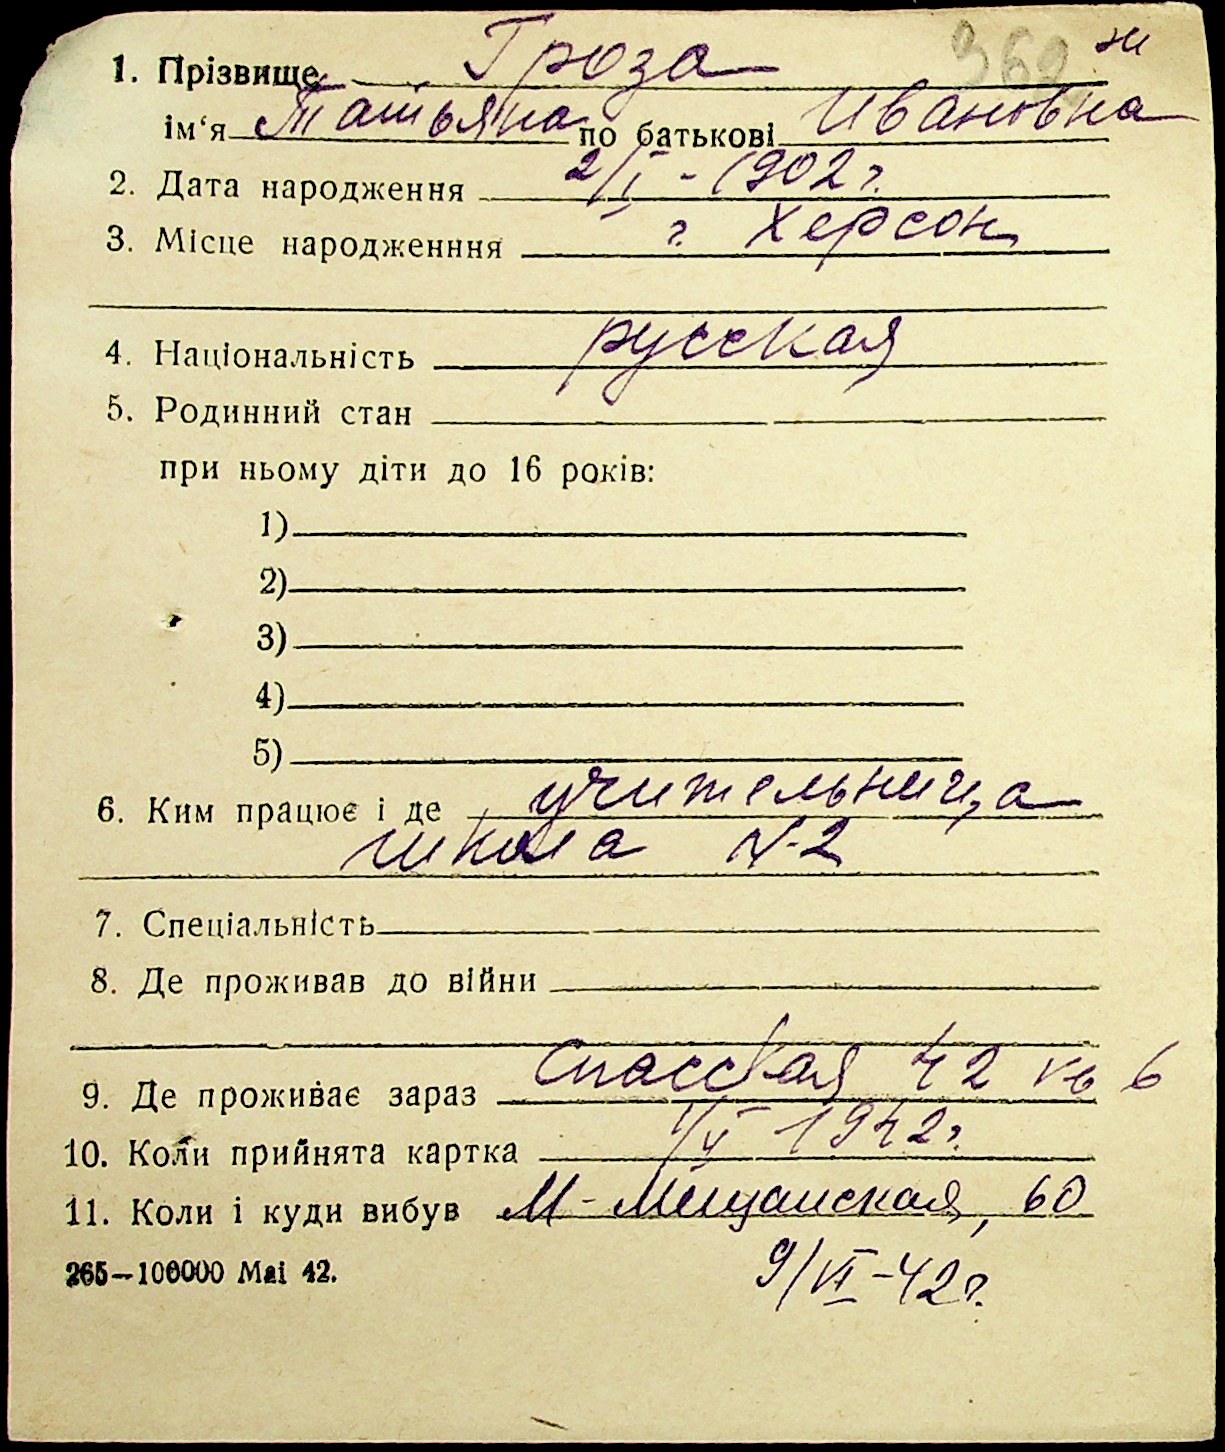 362 ж
1. Прізвище Гроза
ім‘я Татьяна по батькові Ивановна
2. Дата народження 2/I - 1902 г.
3. Місце народженння г. Херсон
4. Національність русская
5. Родинний стан
при ньому діти до 16 років:
1)
2)
3)
4)
5)
6. Ким працює і де учительница
школа №2
7. Спеціальність
8. Де проживав до війни
9. Де проживає зараз Спасская 42 кв 6
10. Коли прийнята картка 1/V 1942 г.
11. Коли і куди вибув М-Мещанская, 60
9/VI-42 г.
265—100000 Маі 42.